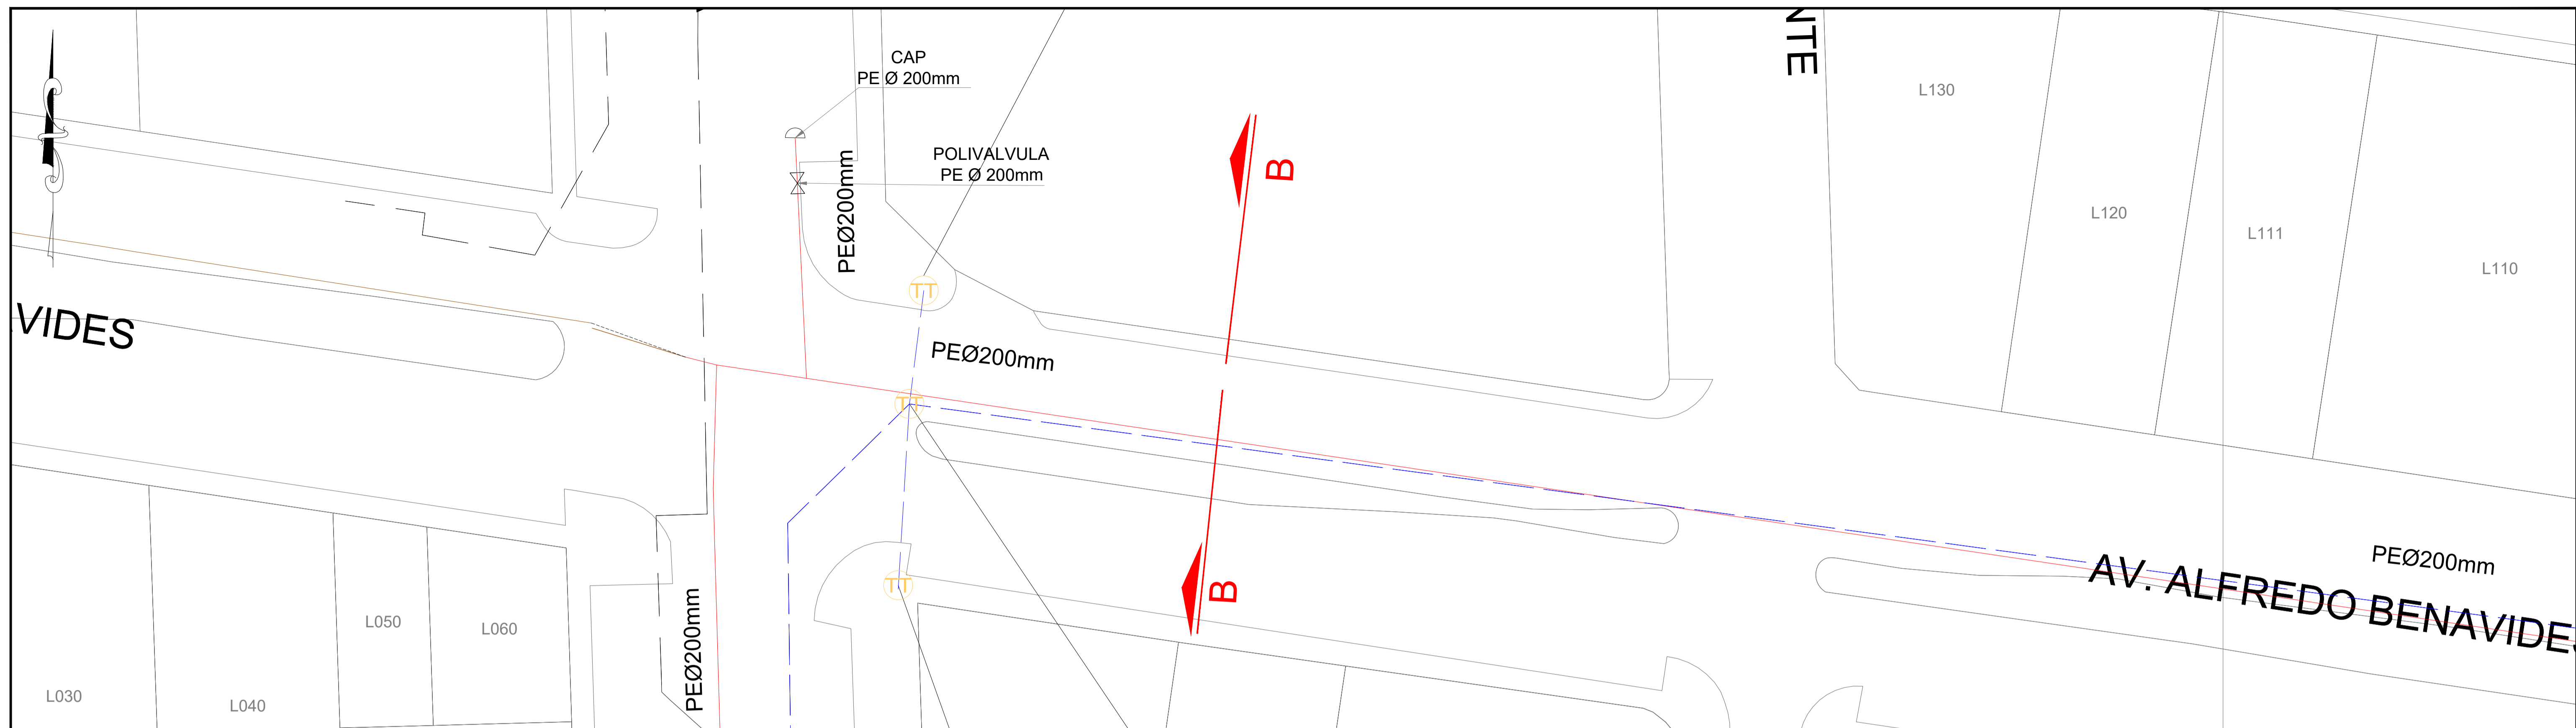 CAP
PE Ø 200mm
POLIVALVULA
PE Ø 200mm
PEØ200mm
B
NTE
L130
L120
L111
L110
VIDES
TT
PEØ200mm
TT
TT
B
PEØ200mm
AV. ALFREDO BENAVIDES
PEØ200mm
L030
L040
L050
L060